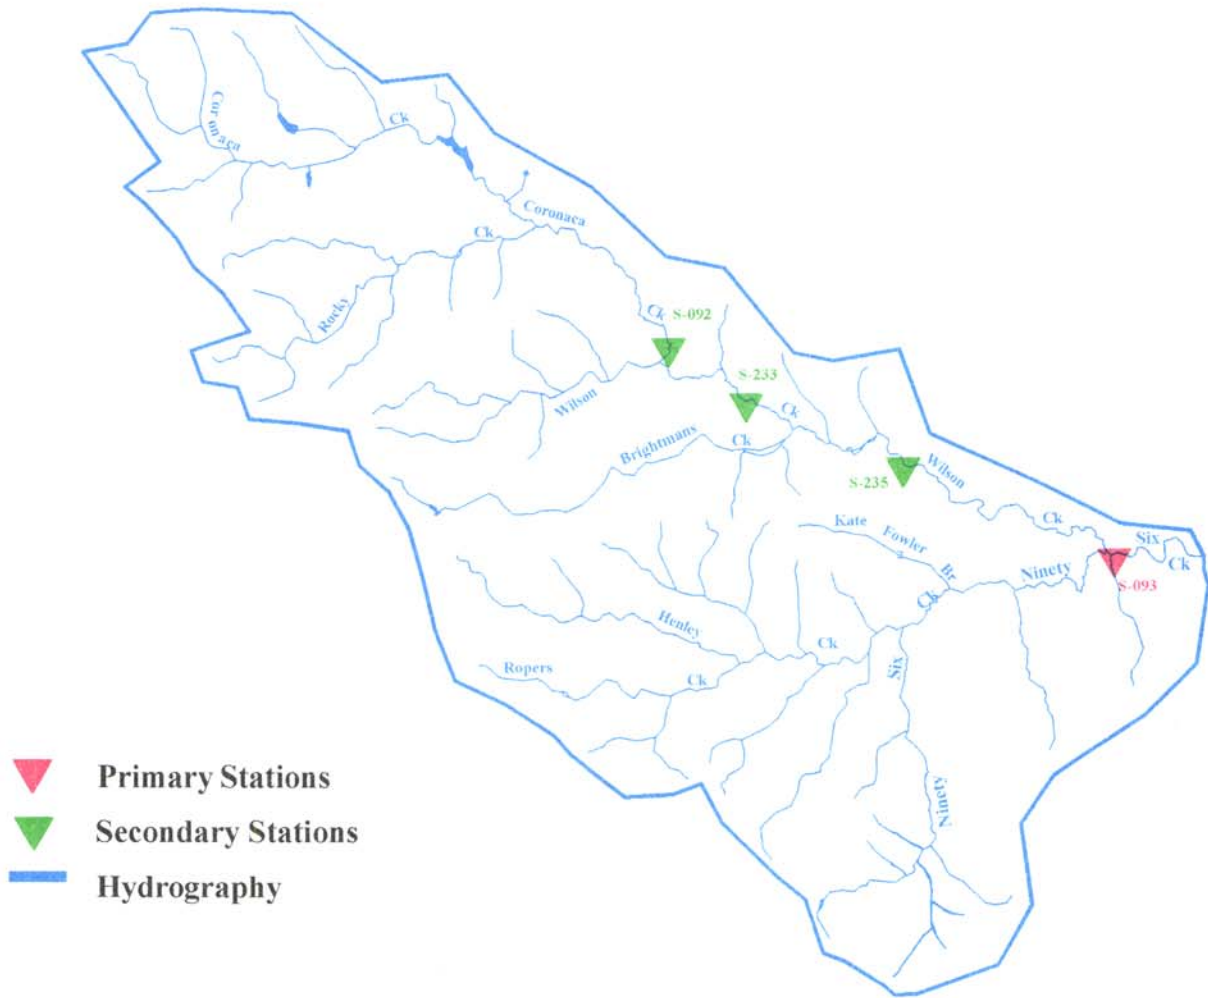 Coronaca
Ck
Coronaca
Ck
Rocky
Ck
S-092
S-233
Wilson
Ck
Brightmans
Ck
S-235
Wilson
Ck
Kate
Fowler
Br
Six
Ninety
Ck
S-093
Ck
Henley
Ck
Ropers
Ck
Six
Ninety
Primary Stations
Secondary Stations
Hydrography